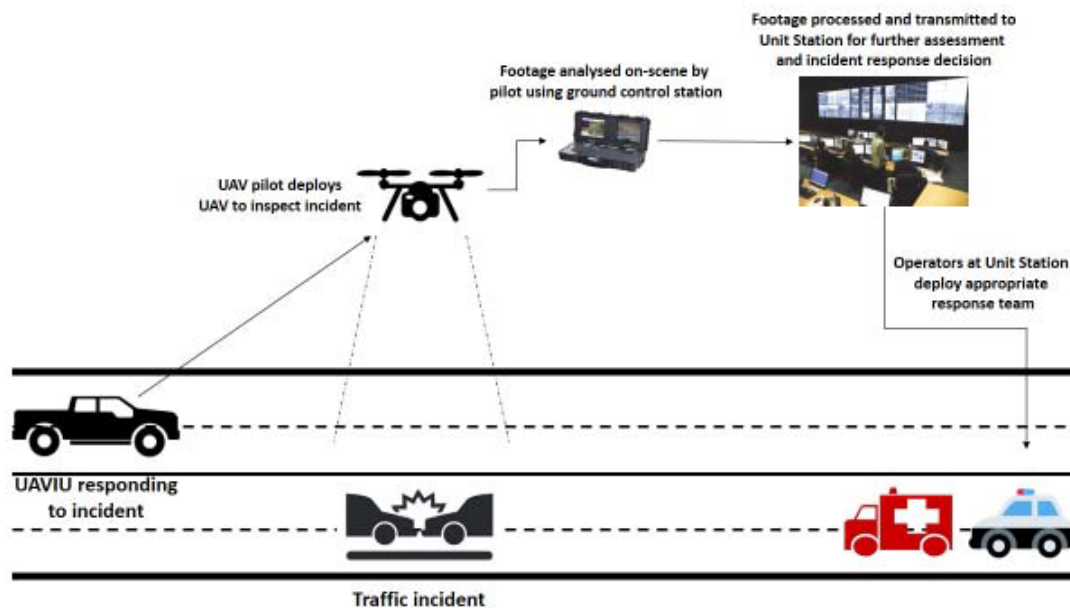 Footage processed and transmitted to
Unit Station for further assessment
and incident response decision
Footage analysed on-scene by
pilot using ground control station
UAV pilot deploys
UAV to inspect incident
Operators at Unit Station
deploy appropriate
response team
UAVIU responding
to incident
Traffic incident